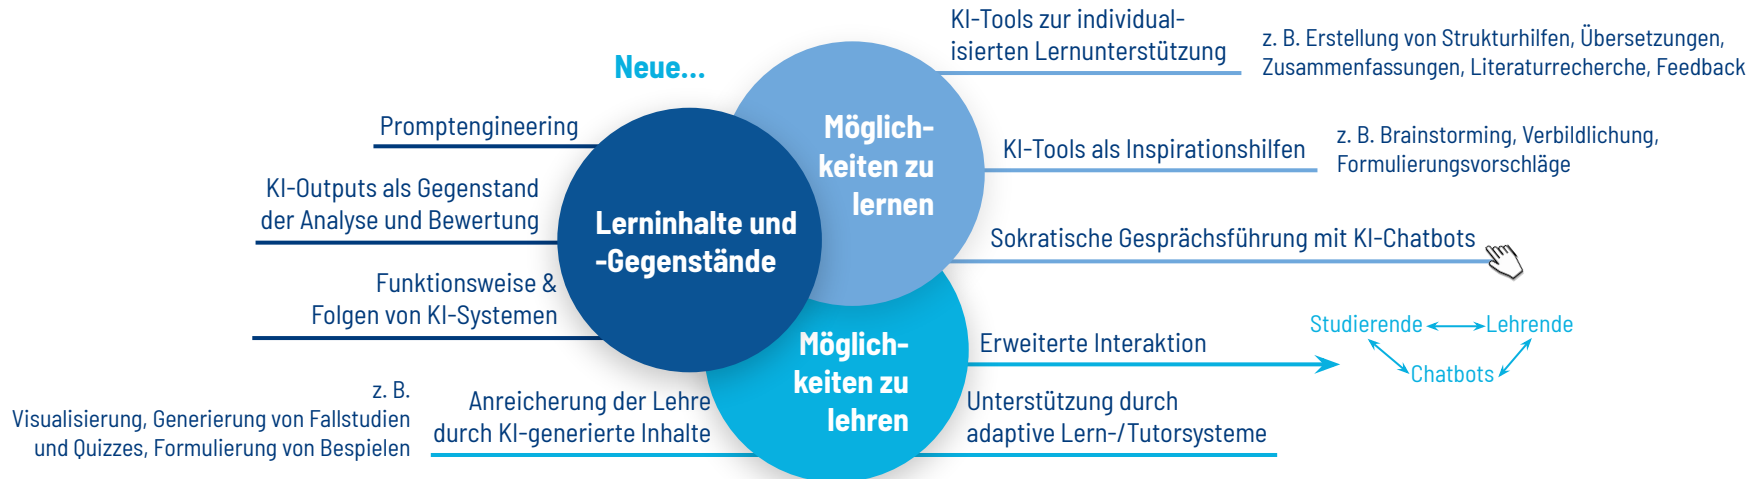 Neue...
Lerninhalte und
-Gegenstände
Promptengineering
KI-Outputs als Gegenstand
der Analyse und Bewertung
Funktionsweise &
Folgen von KI-Systemen
Möglich-
keiten zu
lernen
KI-Tools zur individual-
isierten Lernunterstützung
z. B. Erstellung von Strukturhilfen, Übersetzungen,
Zusammenfassungen, Literaturrecherche, Feedback
KI-Tools als Inspirationshilfen
z. B. Brainstorming, Verbildlichung,
Formulierungsvorschläge
Sokratische Gesprächsführung mit KI-Chatbots
Möglich-
keiten zu
lehren
Erweiterte Interaktion
Studierende
Lehrende
Chatbots
Unterstützung durch
adaptive Lern-/Tutorsysteme
Anreicherung der Lehre
durch KI-generierte Inhalte
z. B.
Visualisierung, Generierung von Fallstudien
und Quizzes, Formulierung von Bespielen